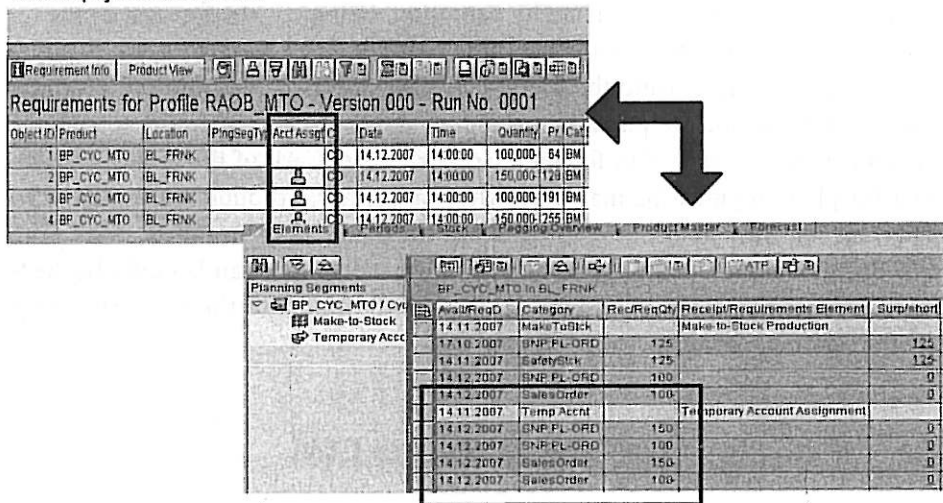 Requirement Info Product View
Requirements for Profile RAOB_MTO - Version 000 - Run No. 0001
Object ID Product Location PlngSegTyp Acct Assgt C Date Time Quantity Pr. Cat.
1 BP_CYC_MTO BL_FRNK CO 14.12.2007 14:00:00 100,000- 64 BM
2 BP_CYC_MTO BL_FRNK CO 14.12.2007 14:00:00 150,000- 128 BM
3 BP_CYC_MTO BL_FRNK CO 14.12.2007 14:00:00 100,000- 191 BM
4 BP_CYC_MTO BL_FRNK CO 14.12.2007 14:00:00 150,000- 255 BM
Elements Periods Stock Pegging Overview Product Master Forecast
ATP
Planning Segments
BP_CYC_MTO / Cyc
Make-to-Stock
Temporary Acc
BP_CYC_MTO in BL_FRNK
Avail/ReqD Category Rec/ReqQty Receipt/Requirements Element Surp/short
14.11.2007 MakeToStck Make-to-Stock Production
17.10.2007 SNP:PL-ORD 125 125
14.11.2007 SafetyStck 125 125
14.12.2007 SNP:PL-ORD 100 0
14.12.2007 SalesOrder 100- 0
14.11.2007 Temp Accnt Temporary Account Assignment
14.12.2007 SNP:PL-ORD 150 0
14.12.2007 SNP:PL-ORD 100 0
14.12.2007 SalesOrder 150- 0
14.12.2007 SalesOrder 100- 0